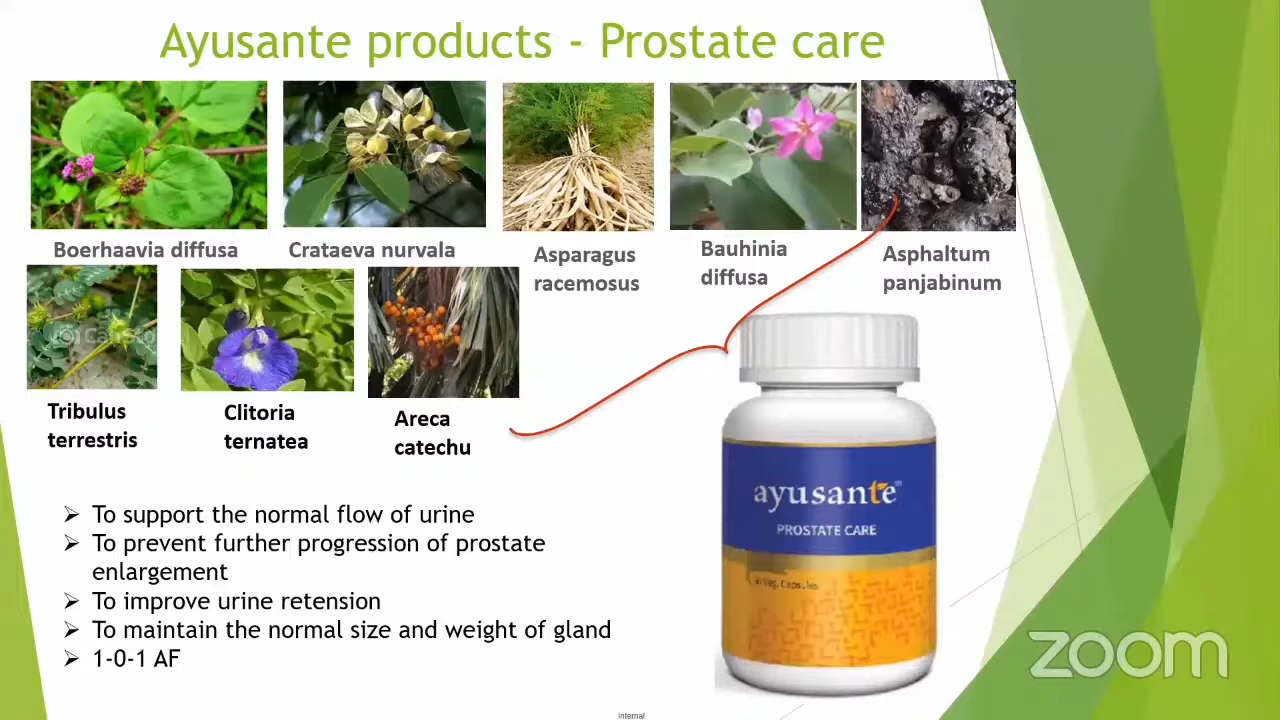 Ayusante products - Prostate care
Boerhaavia diffusa
Crataeva nurvala
Asparagus
racemosus
Bauhinia
diffusa
Asphaltum
panjabinum
Tribulus
terrestris
Clitoria
ternatea
Areca
catechu
ayusante
PROSTATE CARE
Veg. Capsules
➢ To support the normal flow of urine
➢ To prevent further progression of prostate
enlargement
➢ To improve urine retension
➢ To maintain the normal size and weight of gland
➢ 1-0-1 AF
zoom
Internal